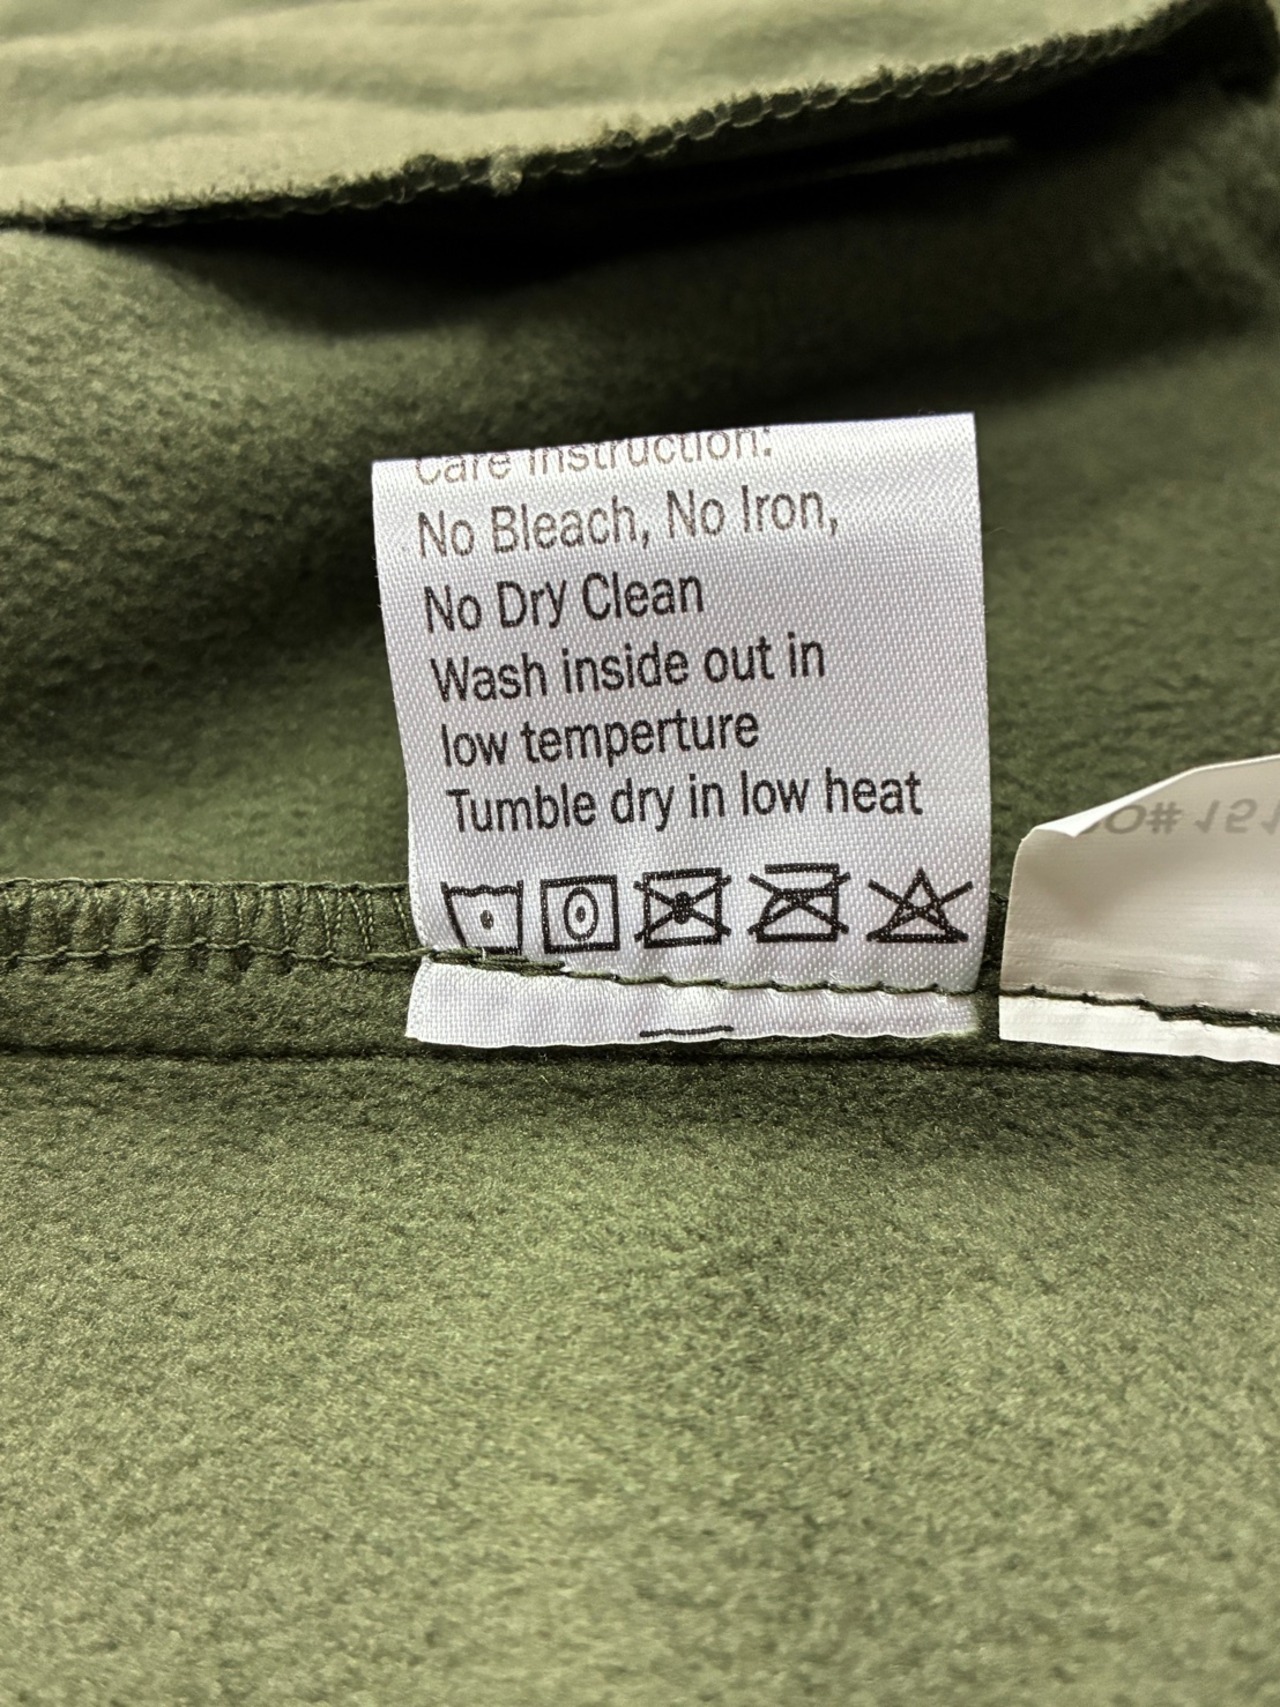 Care Instruction:
No Bleach, No Iron,
No Dry Clean
Wash inside out in
low temperture
Tumble dry in low heat